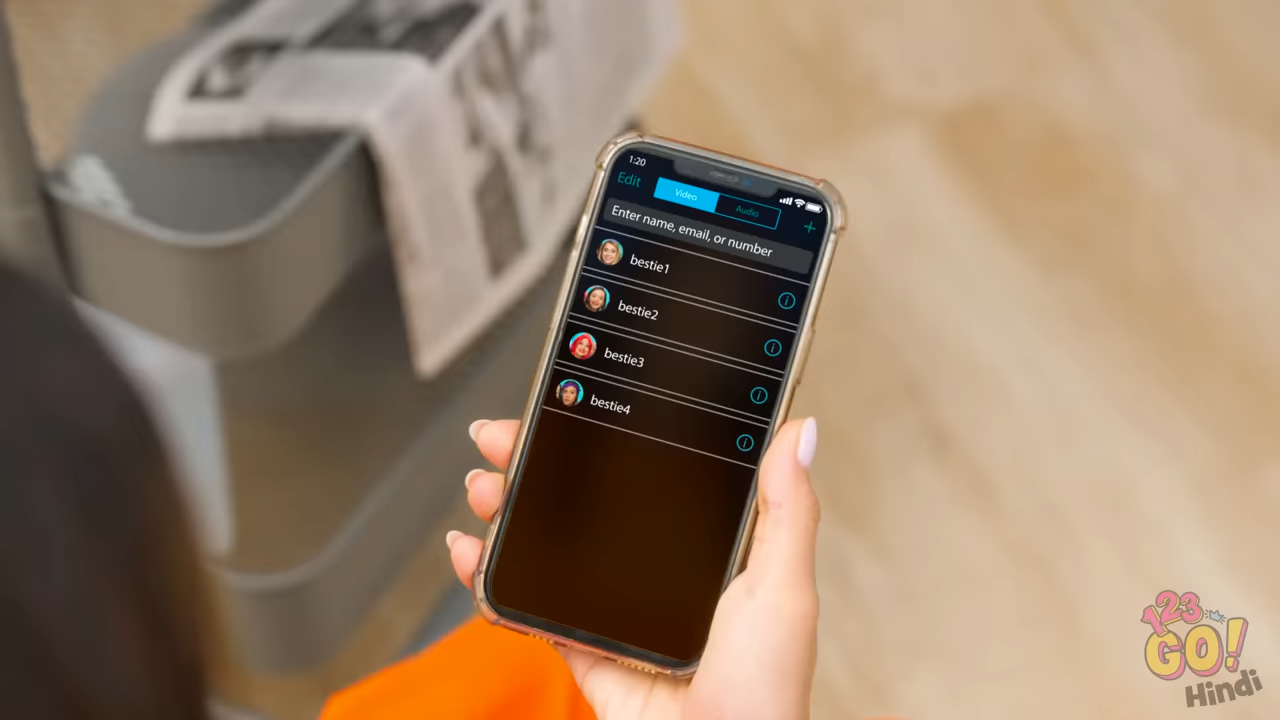 1:20
Edit
Video
Audio
+
Enter name, email, or number
bestie1
bestie2
bestie3
bestie4
123
GO!
Hindi